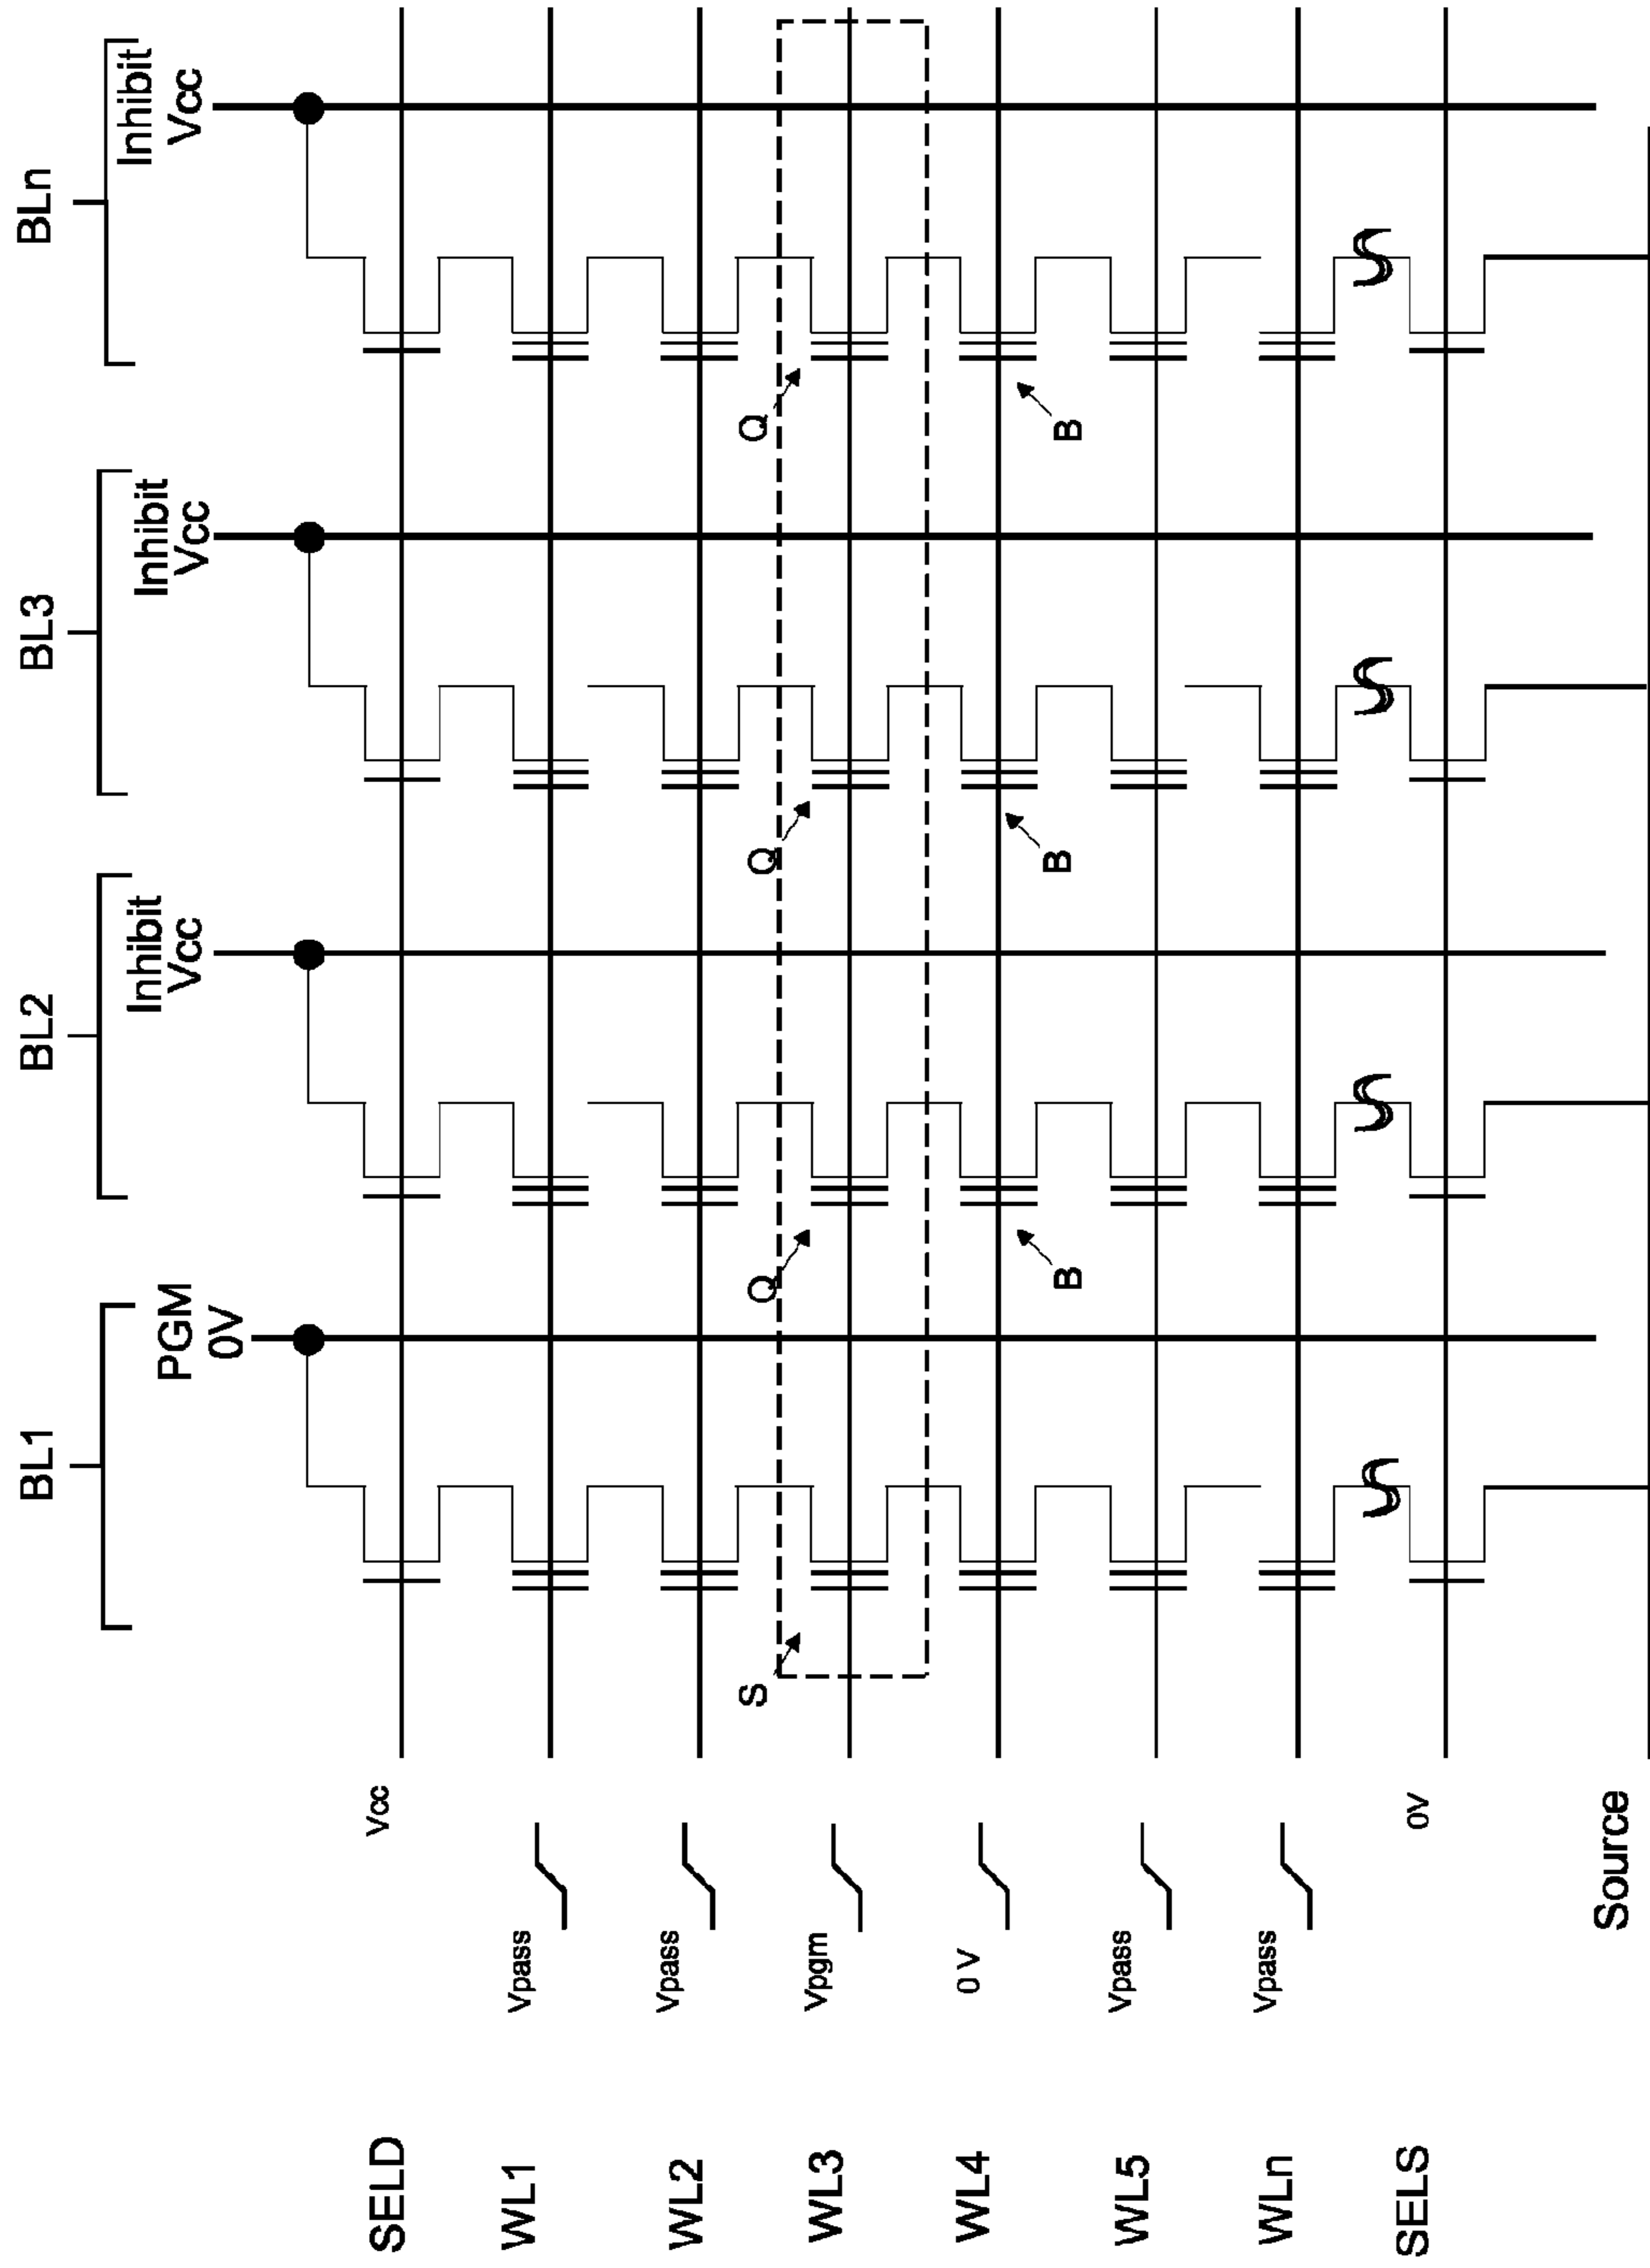 BL1
BL2
BL3
BLn
PGM
0V
Inhibit
Vcc
Inhibit
Vcc
Inhibit
Vcc
SELD
Vcc
WL1
Vpass
WL2
Vpass
S
Q
Q
Q
WL3
Vpgm
WL4
0 V
B
B
B
WL5
Vpass
WLn
Vpass
SELS
0V
Source